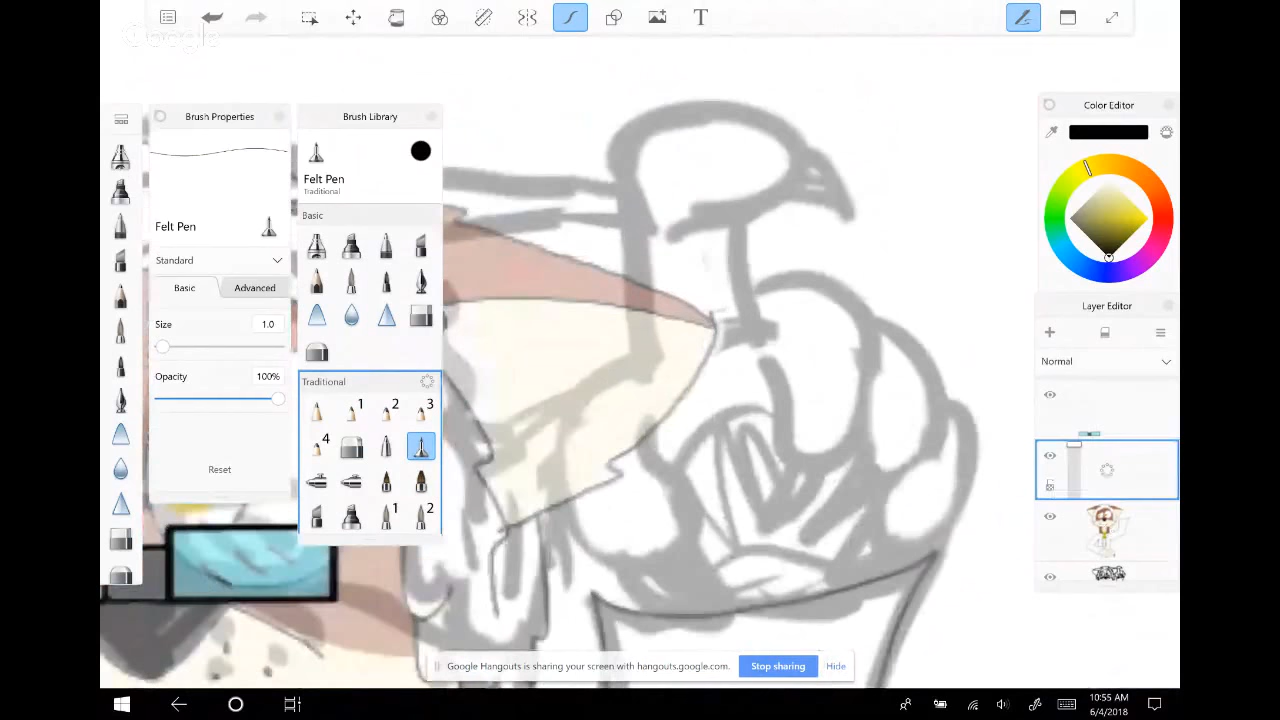 T
Google
Brush Properties
Brush Library
Color Editor
Felt Pen
Traditional
Basic
Felt Pen
Standard
Basic
Advanced
Size
1.0
Layer Editor
Normal
Opacity
100%
Traditional
1
2
3
4
Reset
1
2
Google Hangouts is sharing your screen with hangouts.google.com.
Stop sharing
Hide
10:55 AM
6/4/2018